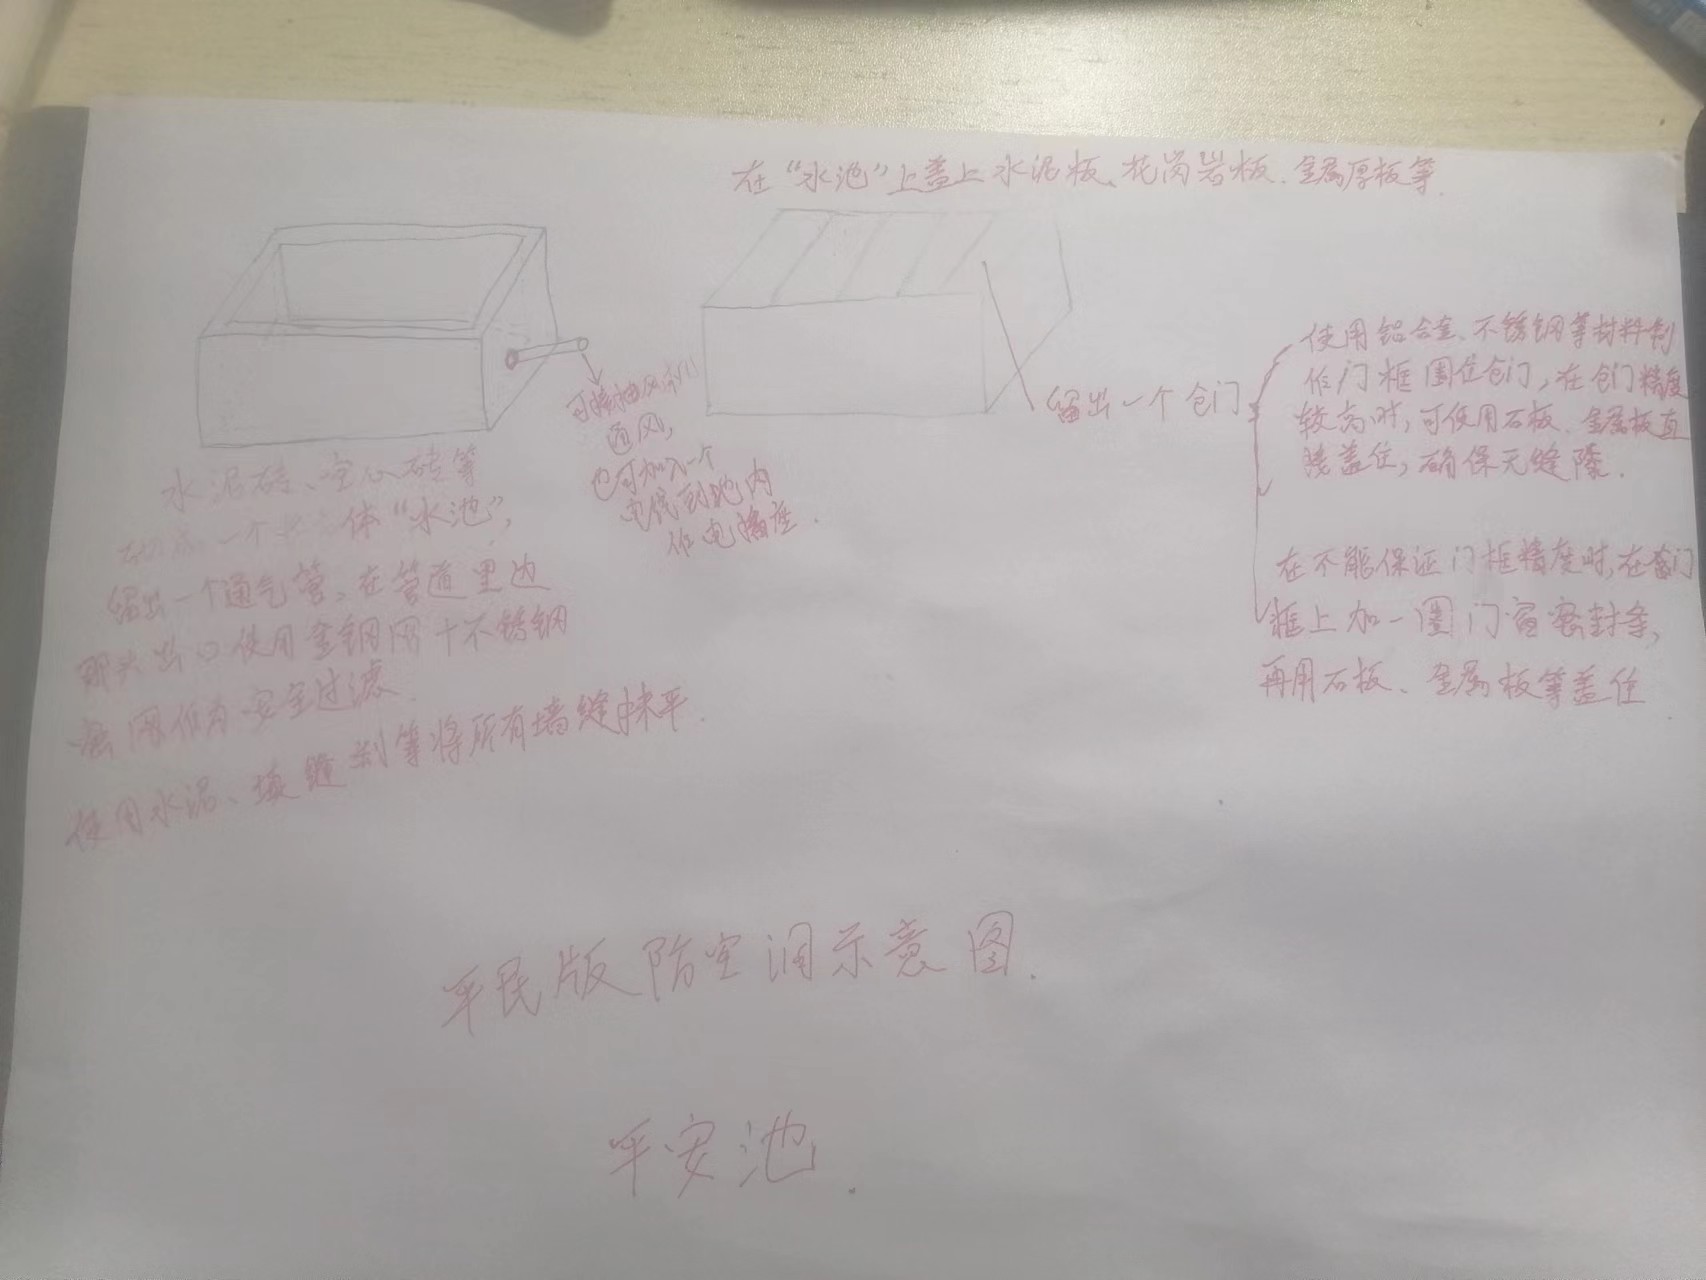 在“水池”上盖上水泥板、花岗岩板、金属厚板等
水泥砖、空心砖等
一个 体“水池”,
留出一个通气管,在管道里边
那头出口使用金钢网+不锈钢
网作为安全过滤
使用水泥、填缝剂等将所有墙缝抹平.
可接抽风机
通风,
也可加入一个
电线到池内
作电插座.
留出一个仓门
使用铝合金、不锈钢等材料制
作门框围住仓门,在仓门精度
较高时,可使用石板、金属板直
接盖住,确保无缝隙.
在不能保证门框精度时,在 门
框上加一圈门窗密封条,
再用石板、金属板等盖住
平民版防空洞示意图.
平安池.